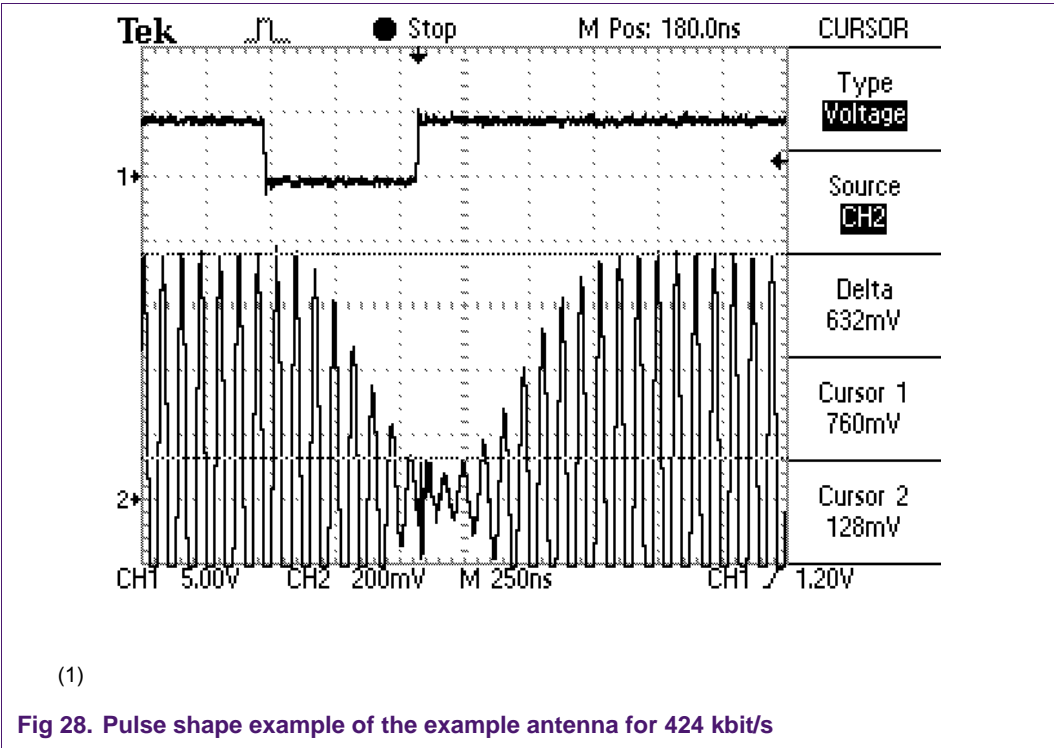 Tek Stop M Pos: 180.0ns CURSOR
Type
Voltage
1
Source
CH2
Delta
632mV
Cursor 1
760mV
2
Cursor 2
128mV
CH1 5.00V CH2 200mV M 250ns CH1 / 1.20V
(1)
Fig 28. Pulse shape example of the example antenna for 424 kbit/s